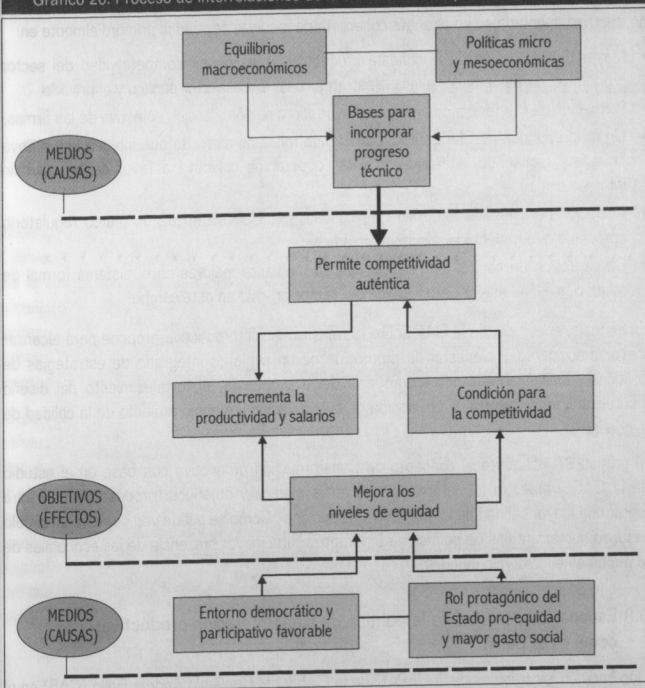 Equilibrios
macroeconómicos
Políticas micro
y mesoeconómicas
Bases para
incorporar
progreso
técnico
MEDIOS
(CAUSAS)
Permite competitividad
auténtica
Incrementa la
productividad y salarios
Condición para
la competitividad
OBJETIVOS
(EFECTOS)
Mejora los
niveles de equidad
MEDIOS
(CAUSAS)
Entorno democrático y
participativo favorable
Rol protagónico del
Estado pro-equidad
y mayor gasto social